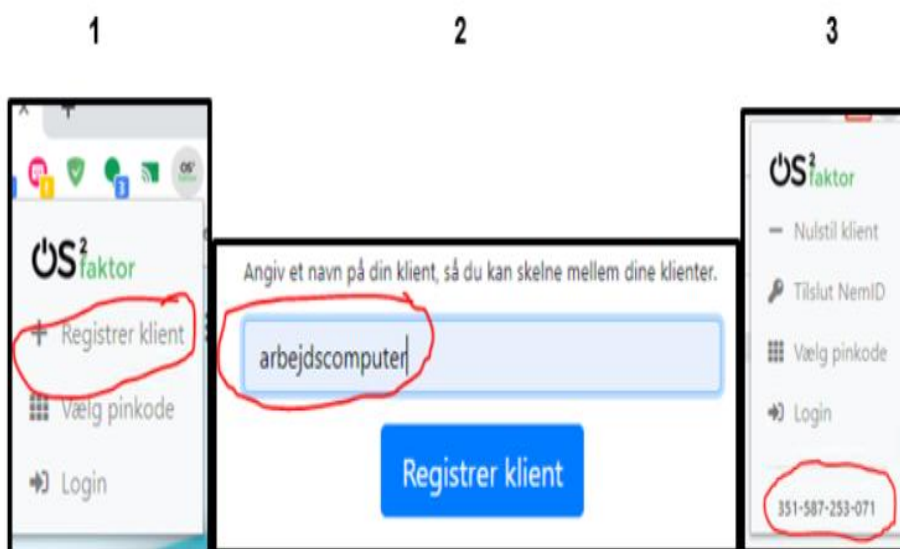 1
2
3
OS²faktor
Registrer klient
Vælg pinkode
Login
Angiv et navn på din klient, så du kan skelne mellem dine klienter.
arbejdscomputer
Registrer klient
OS²faktor
Nulstil klient
Tilslut NemID
Vælg pinkode
Login
351-587-253-071